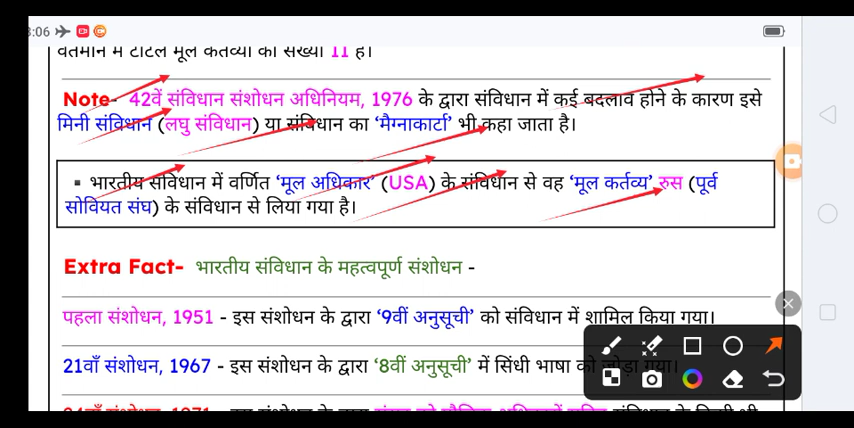 :06
वर्तमान में टोटल मूल कर्तव्यों की संख्या 11 है।
Note- 42वें संविधान संशोधन अधिनियम, 1976 के द्वारा संविधान में कई बदलाव होने के कारण इसे
मिनी संविधान (लघु संविधान) या संविधान का ‘मैग्नाकार्टा’ भी कहा जाता है।
▪ भारतीय संविधान में वर्णित ‘मूल अधिकार’ (USA) के संविधान से वह ‘मूल कर्तव्य’ रुस (पूर्व
सोवियत संघ) के संविधान से लिया गया है।
Extra Fact- भारतीय संविधान के महत्वपूर्ण संशोधन -
पहला संशोधन, 1951 - इस संशोधन के द्वारा ‘9वीं अनुसूची’ को संविधान में शामिल किया गया।
21वाँ संशोधन, 1967 - इस संशोधन के द्वारा ‘8वीं अनुसूची’ में सिंधी भाषा को जोड़ा गया।